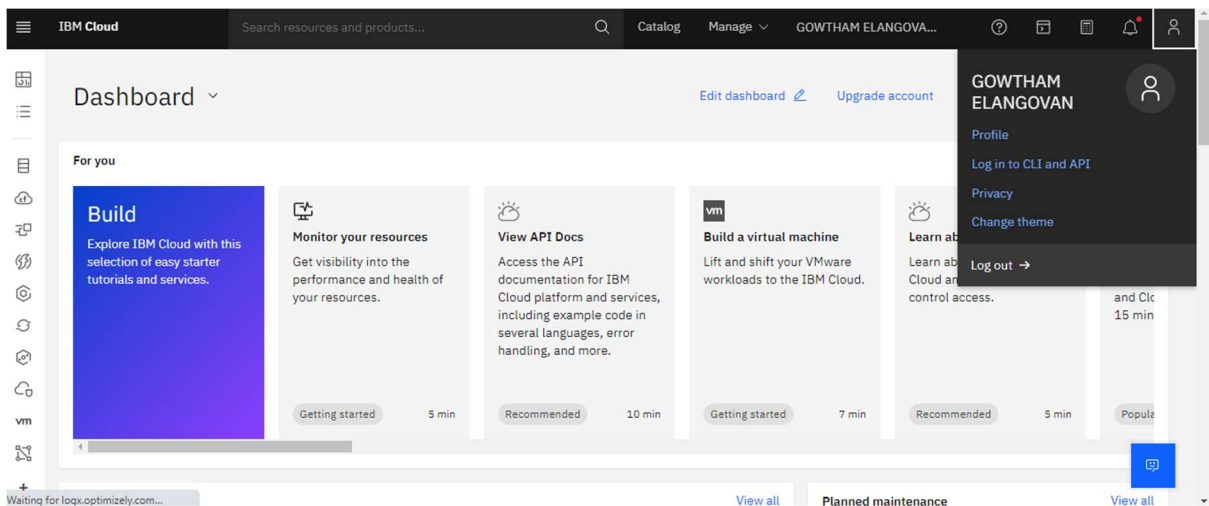 IBM Cloud
Search resources and products...
Catalog
Manage
GOWTHAM ELANGOVA...
GOWTHAM
ELANGOVAN
Profile
Log in to CLI and API
Privacy
Change theme
Log out →
Dashboard
Edit dashboard
Upgrade account
For you
Build
Explore IBM Cloud with this
selection of easy starter
tutorials and services.
Monitor your resources
Get visibility into the
performance and health of
your resources.
Getting started
5 min
View API Docs
Access the API
documentation for IBM
Cloud platform and services,
including example code in
several languages, error
handling, and more.
Recommended
10 min
vm
Build a virtual machine
Lift and shift your VMware
workloads to the IBM Cloud.
Getting started
7 min
Learn ab
Learn ab
Cloud an
control access.
Recommended
5 min
and Clo
15 min
Popula
vm
Waiting for logx.optimizely.com...
View all
Planned maintenance
View all